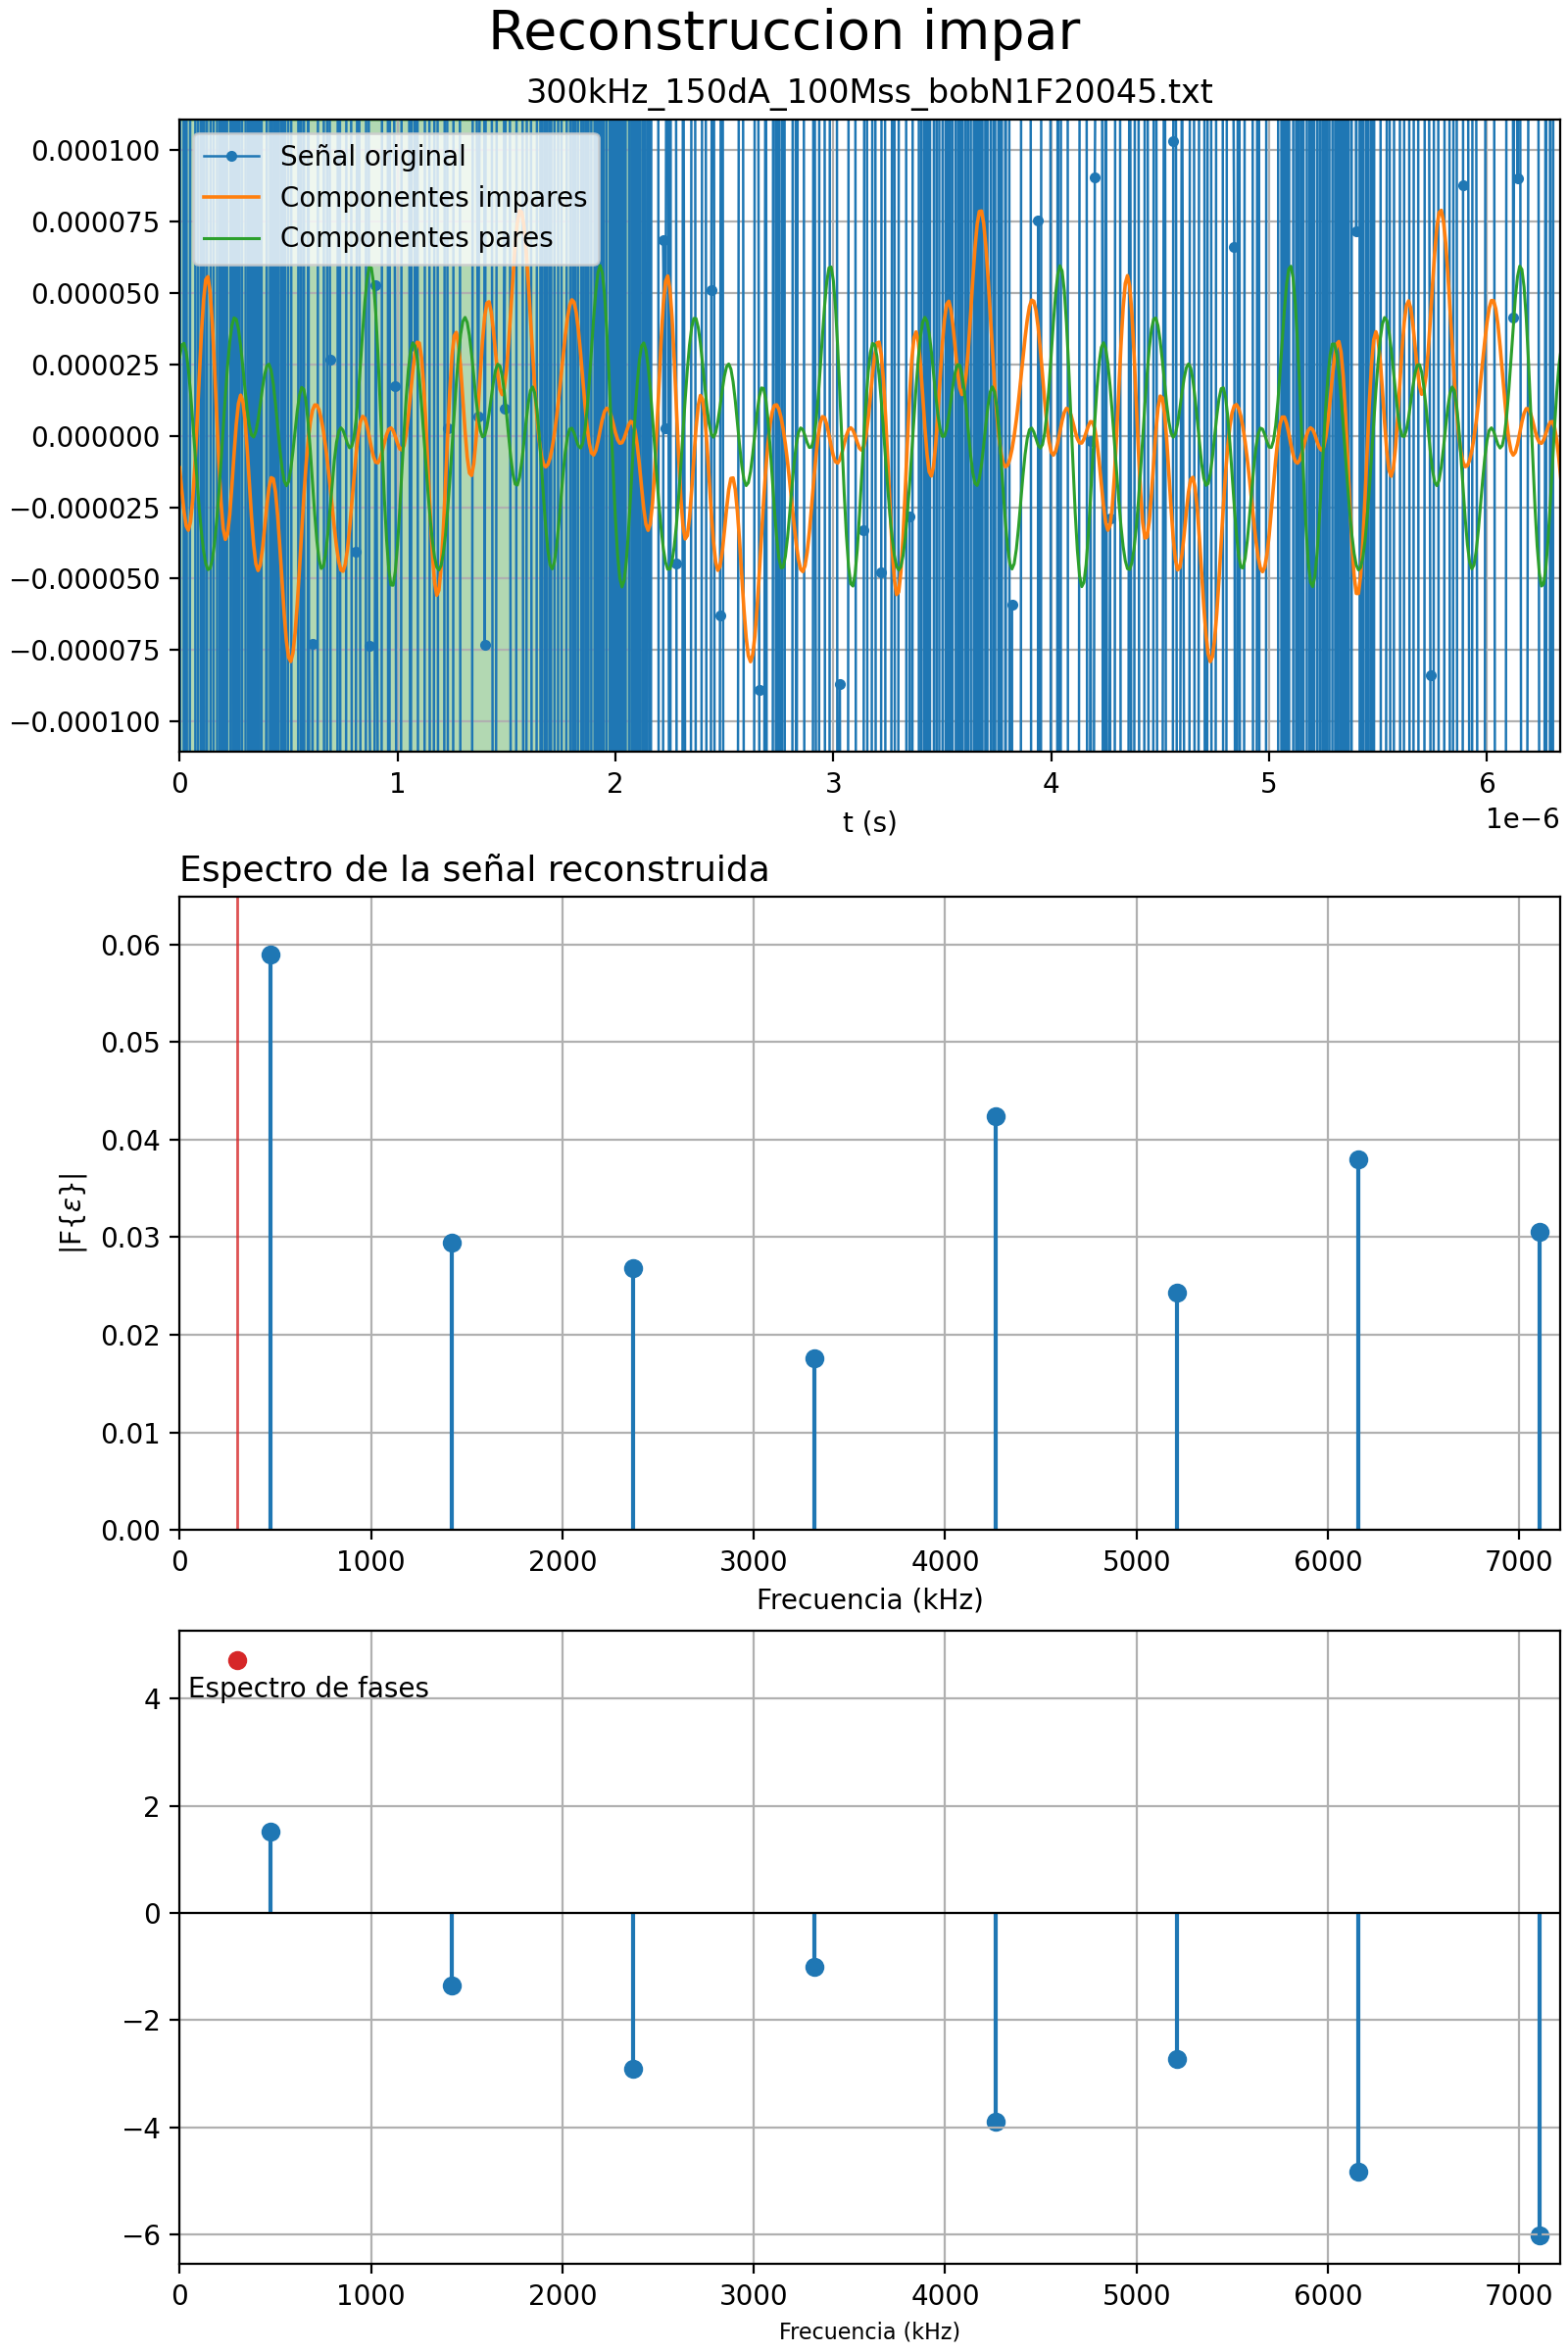 Reconstruccion impar
300kHz_150dA_100Mss_bobN1F20045.txt
0.000100
0.000075
0.000050
0.000025
0.000000
−0.000025
−0.000050
−0.000075
−0.000100
Señal original
Componentes impares
Componentes pares
0 1 2 3 4 5 6
1e−6
t (s)
Espectro de la señal reconstruida
0.06
0.05
0.04
0.03
0.02
0.01
0.00
|F{ε}|
0 1000 2000 3000 4000 5000 6000 7000
Frecuencia (kHz)
Espectro de fases
4
2
0
−2
−4
−6
0 1000 2000 3000 4000 5000 6000 7000
Frecuencia (kHz)